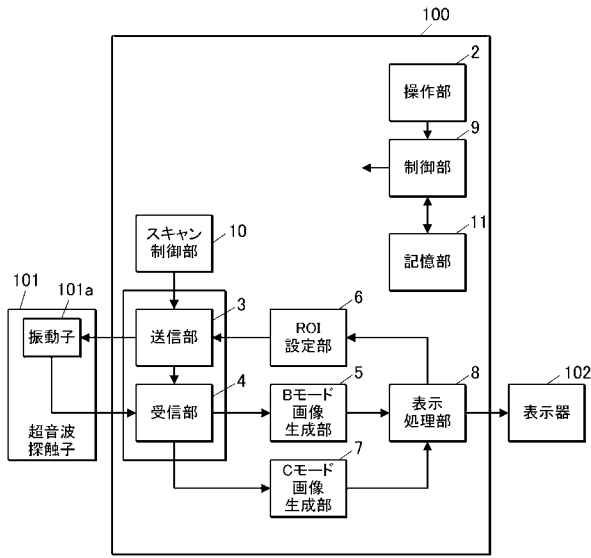 100
2
操作部
9
制御部
11
記憶部
10
スキャン
制御部
101
101a
振動子
超音波
探触子
3
送信部
6
ROI
設定部
4
受信部
5
Bモード
画像
生成部
8
表示
処理部
102
表示器
7
Cモード
画像
生成部